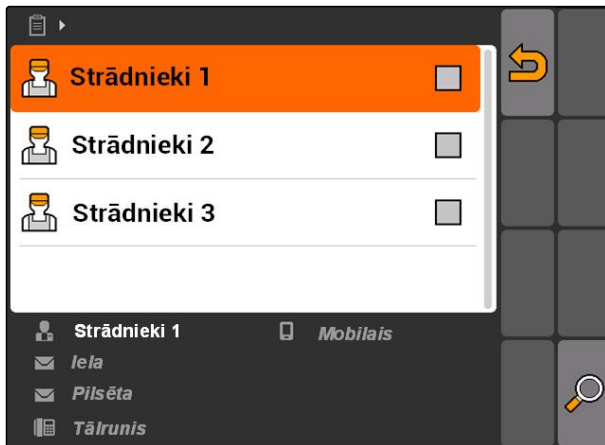 Strādnieki 1
Strādnieki 2
Strādnieki 3
Strādnieki 1
Mobilais
Iela
Pilsēta
Tālrunis